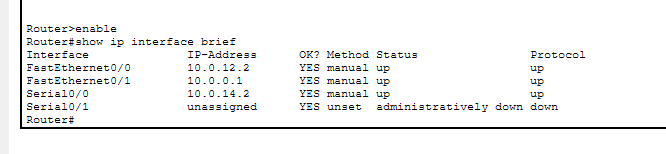 Router>enable
Router#show ip interface brief
Interface              IP-Address      OK? Method Status                Protocol
FastEthernet0/0        10.0.12.2       YES manual up                    up
FastEthernet0/1        10.0.0.1        YES manual up                    up
Serial0/0              10.0.14.2       YES manual up                    up
Serial0/1              unassigned      YES unset  administratively down down
Router#